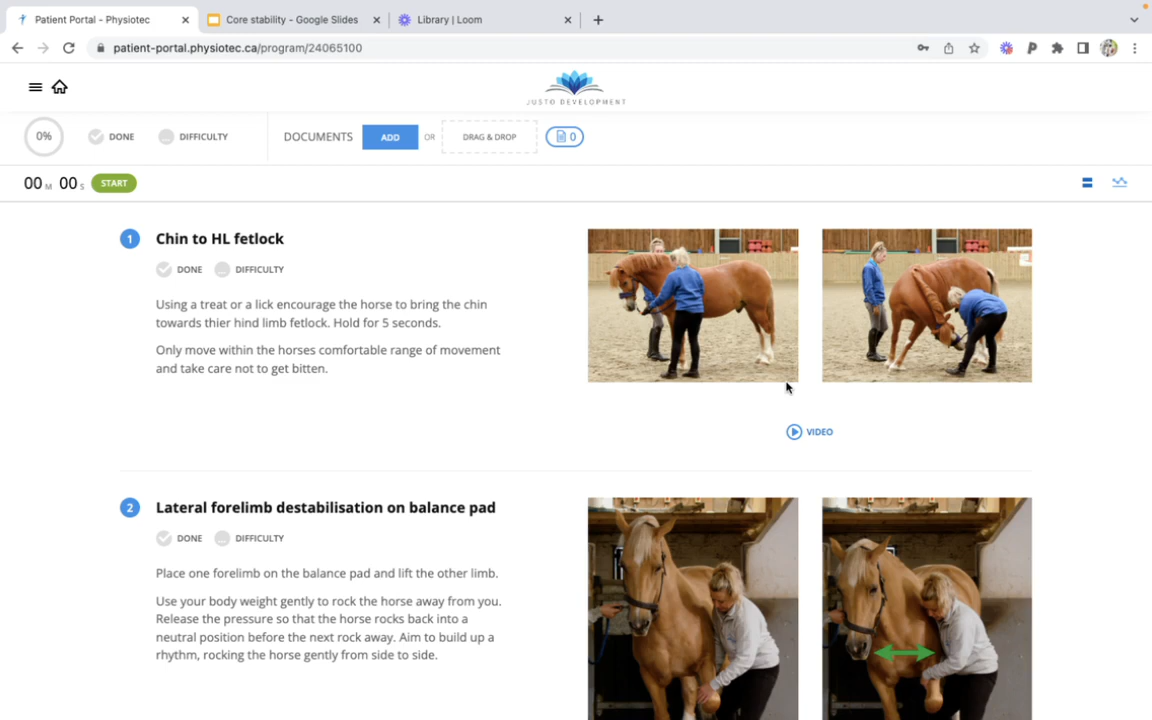 Patient Portal - Physiotec
Core stability - Google Slides
Library | Loom
patient-portal.physiotec.ca/program/24065100
JUSTO DEVELOPMENT
0%
DONE
DIFFICULTY
DOCUMENTS
ADD
OR
DRAG & DROP
0
00 M 00 S
START
1
Chin to HL fetlock
DONE
DIFFICULTY
Using a treat or a lick encourage the horse to bring the chin
towards thier hind limb fetlock. Hold for 5 seconds.
Only move within the horses comfortable range of movement
and take care not to get bitten.
VIDEO
2
Lateral forelimb destabilisation on balance pad
DONE
DIFFICULTY
Place one forelimb on the balance pad and lift the other limb.
Use your body weight gently to rock the horse away from you.
Release the pressure so that the horse rocks back into a
neutral position before the next rock away. Aim to build up a
rhythm, rocking the horse gently from side to side.